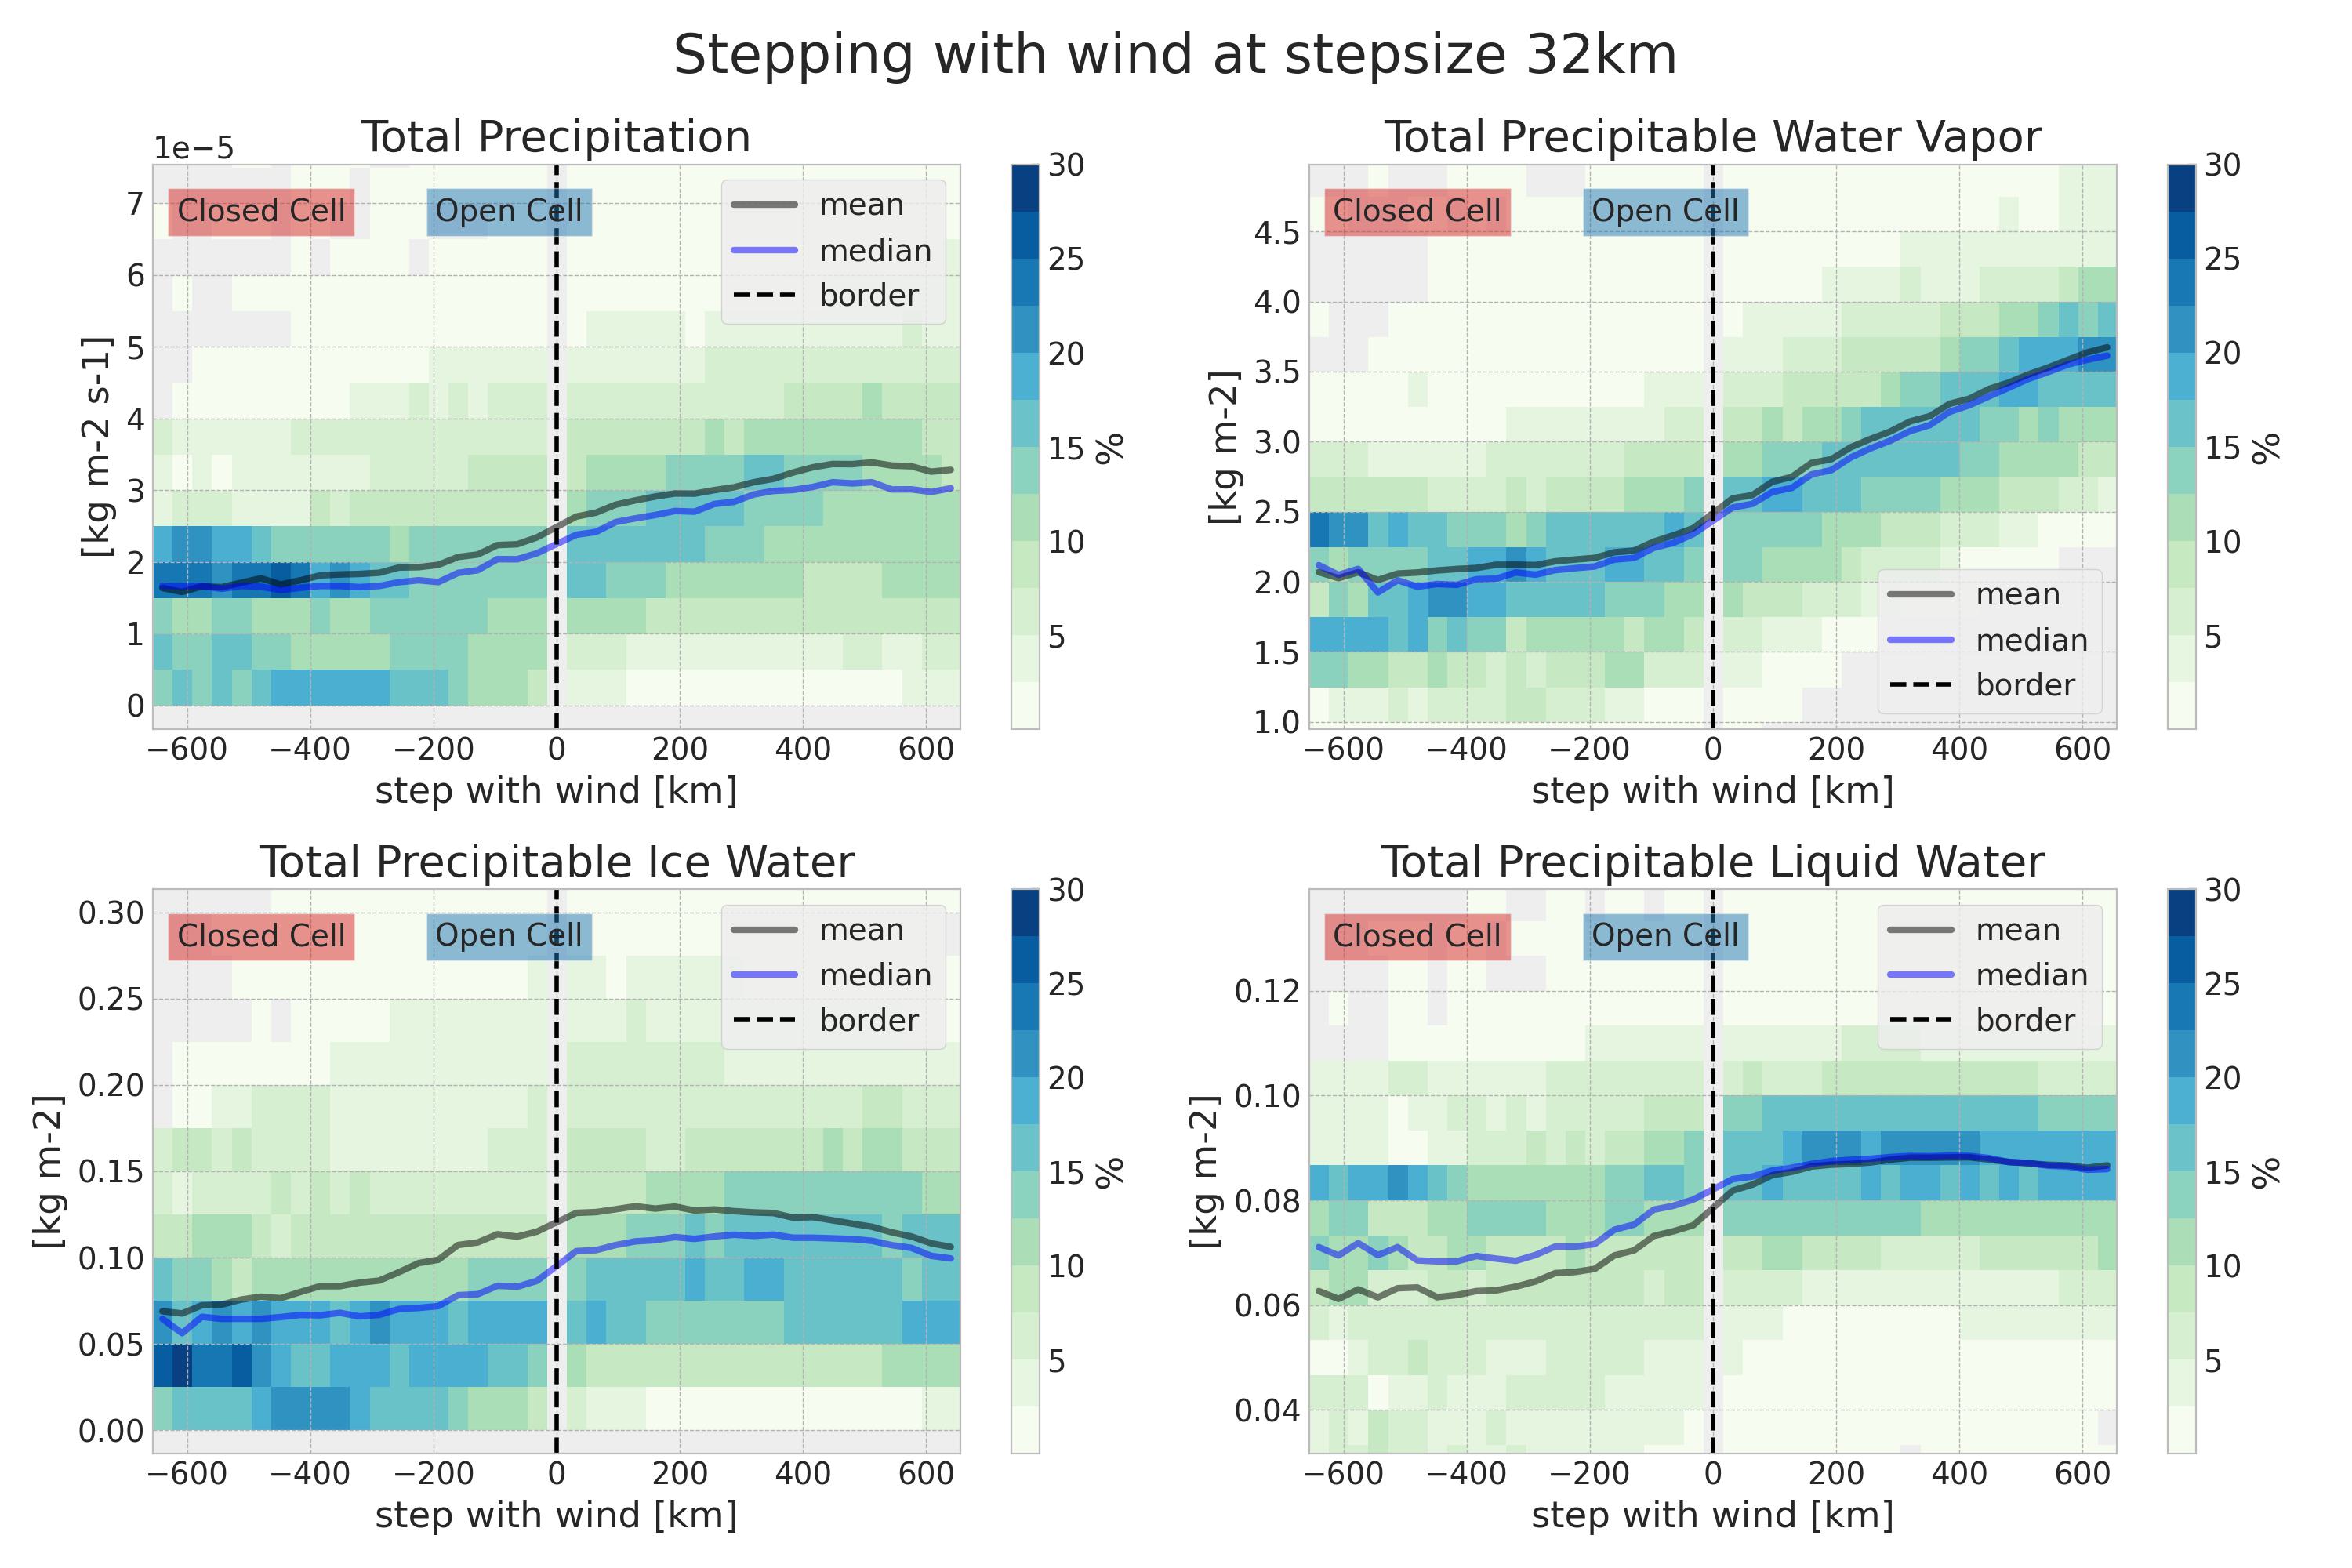 Stepping with wind at stepsize 32km
Total Precipitation
1e−5
Closed Cell
Open Cell
mean
median
border
7
6
5
4
3
2
1
0
[kg m-2 s-1]
−600 −400 −200 0 200 400 600
step with wind [km]
30
25
20
15
10
5
%
Total Precipitable Water Vapor
Closed Cell
Open Cell
4.5
4.0
3.5
3.0
2.5
2.0
1.5
1.0
[kg m-2]
mean
median
border
−600 −400 −200 0 200 400 600
step with wind [km]
30
25
20
15
10
5
%
Total Precipitable Ice Water
Closed Cell
Open Cell
mean
median
border
0.30
0.25
0.20
0.15
0.10
0.05
0.00
[kg m-2]
−600 −400 −200 0 200 400 600
step with wind [km]
30
25
20
15
10
5
%
Total Precipitable Liquid Water
Closed Cell
Open Cell
mean
median
border
0.12
0.10
0.08
0.06
0.04
[kg m-2]
−600 −400 −200 0 200 400 600
step with wind [km]
30
25
20
15
10
5
%